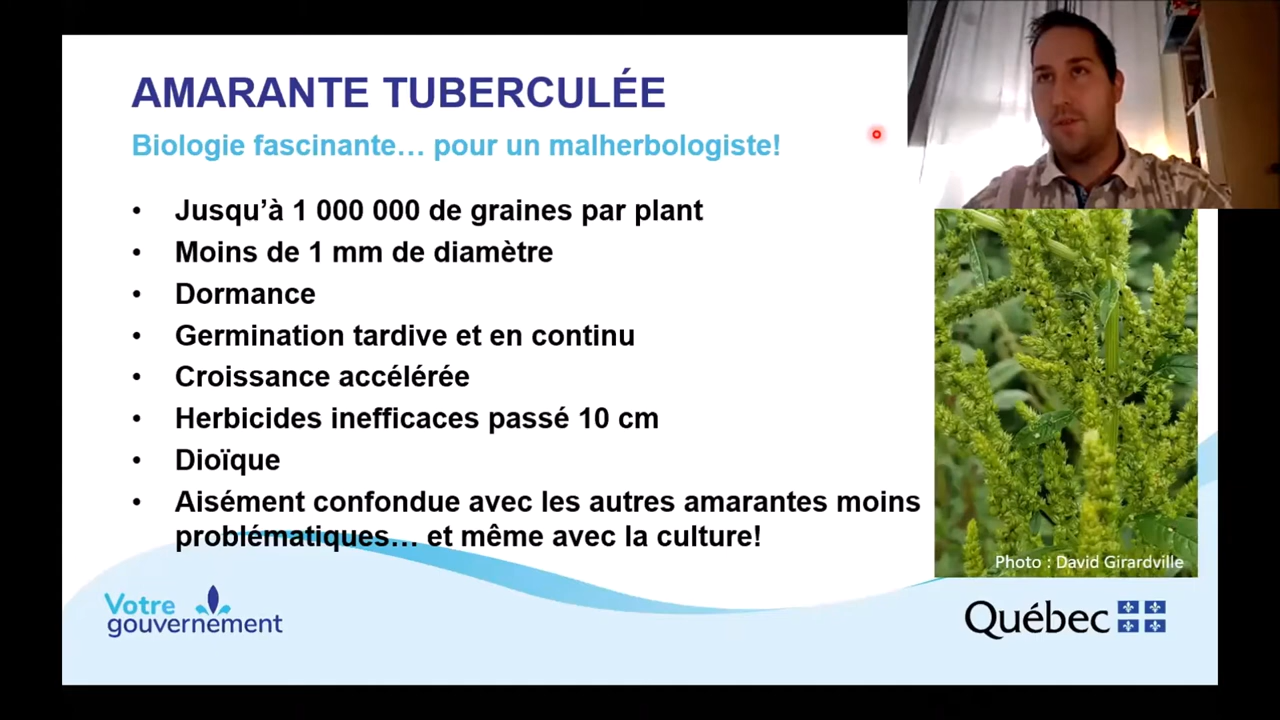 AMARANTE TUBERCULÉE
Biologie fascinante… pour un malherbologiste!
• Jusqu’à 1 000 000 de graines par plant
• Moins de 1 mm de diamètre
• Dormance
• Germination tardive et en continu
• Croissance accélérée
• Herbicides inefficaces passé 10 cm
• Dioïque
• Aisément confondue avec les autres amarantes moins
problématiques… et même avec la culture!
Photo : David Girardville
Votre
gouvernement
Québec